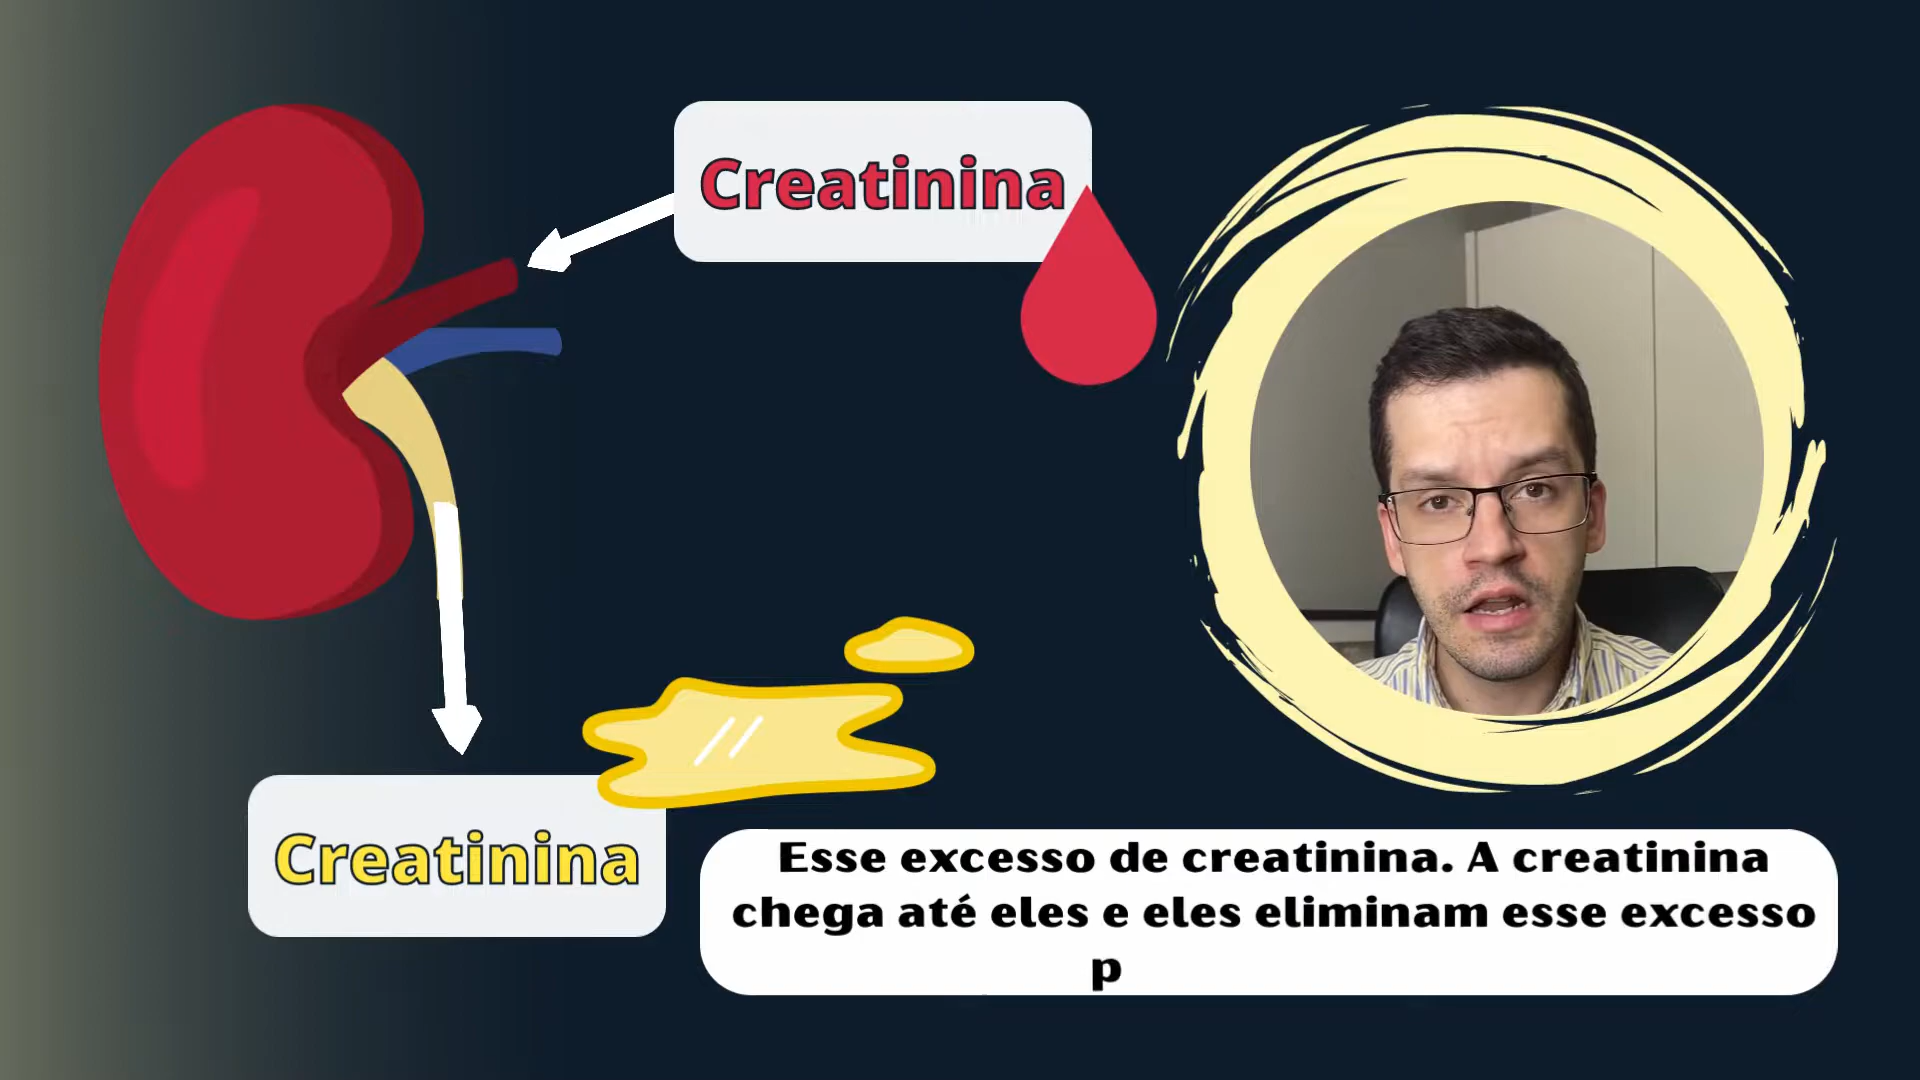 Creatinina
Creatinina
Esse excesso de creatinina. A creatinina
chega até eles e eles eliminam esse excesso
p